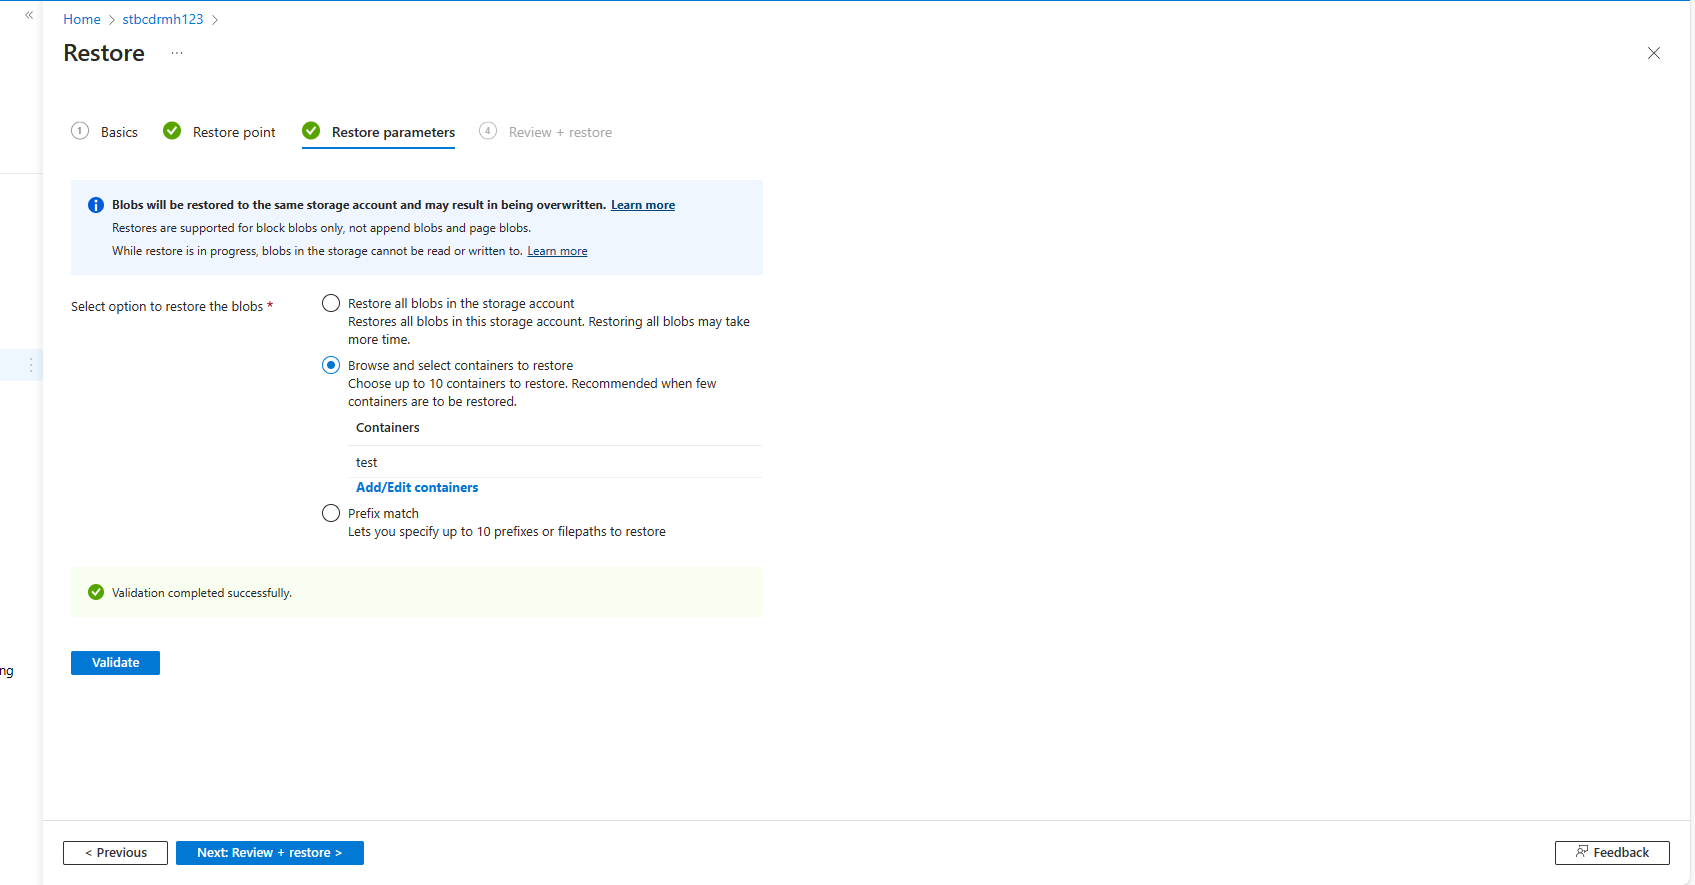 Home > stbcdrmh123 >
Restore ...
1 Basics Restore point Restore parameters 4 Review + restore
Blobs will be restored to the same storage account and may result in being overwritten. Learn more
Restores are supported for block blobs only, not append blobs and page blobs.
While restore is in progress, blobs in the storage cannot be read or written to. Learn more
Select option to restore the blobs *
Restore all blobs in the storage account
Restores all blobs in this storage account. Restoring all blobs may take
more time.
Browse and select containers to restore
Choose up to 10 containers to restore. Recommended when few
containers are to be restored.
Containers
test
Add/Edit containers
Prefix match
Lets you specify up to 10 prefixes or filepaths to restore
Validation completed successfully.
Validate
ng
< Previous
Next: Review + restore >
Feedback